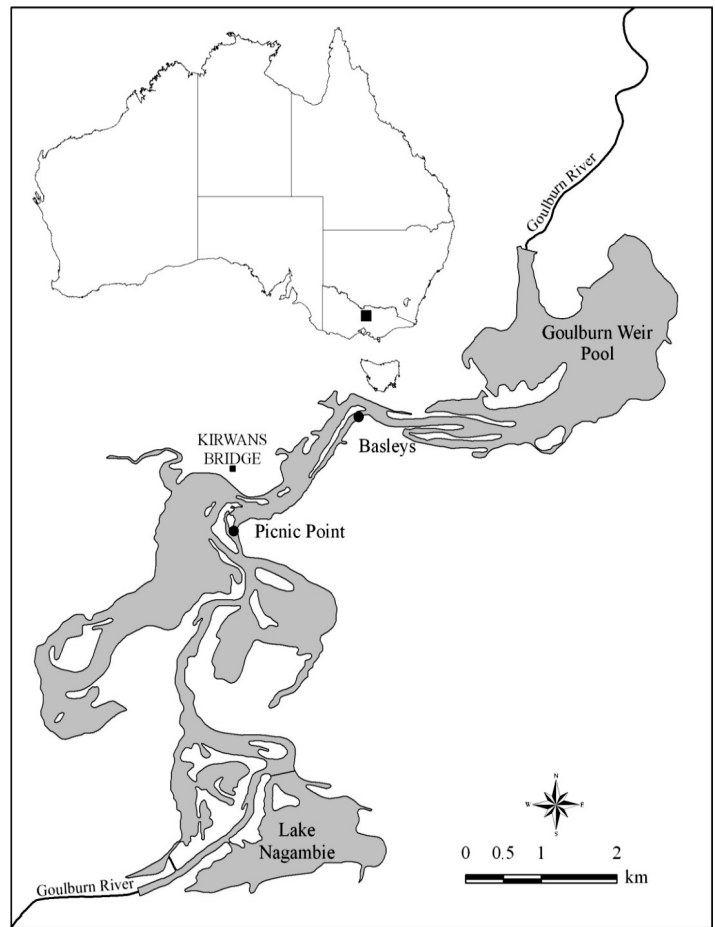 Goulburn River
Goulburn Weir
Pool
Basleys
KIRWANS
BRIDGE
Picnic Point
N
W E
S
Lake
Nagambie
0 0.5 1 2
km
Goulburn River